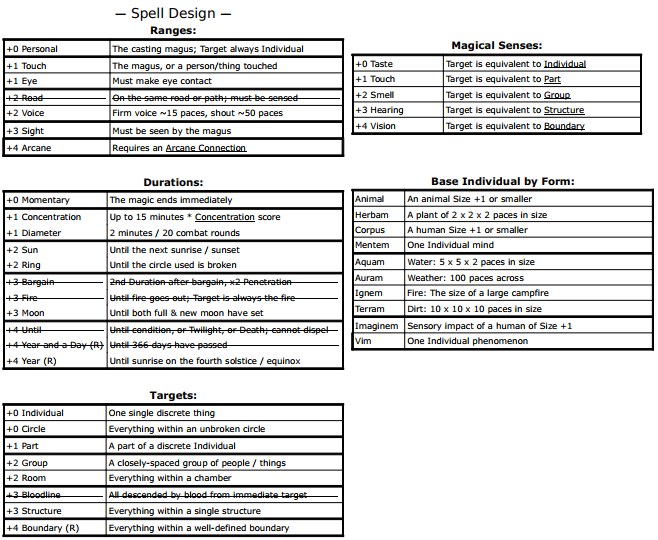 — Spell Design —
Ranges:
+0 Personal The casting magus; Target always Individual
+1 Touch The magus, or a person/thing touched
+1 Eye Must make eye contact
+2 Road On the same road or path; must be sensed
+2 Voice Firm voice ~15 paces, shout ~50 paces
+3 Sight Must be seen by the magus
+4 Arcane Requires an Arcane Connection
Magical Senses:
+0 Taste Target is equivalent to Individual
+1 Touch Target is equivalent to Part
+2 Smell Target is equivalent to Group
+3 Hearing Target is equivalent to Structure
+4 Vision Target is equivalent to Boundary
Durations:
+0 Momentary The magic ends immediately
+1 Concentration Up to 15 minutes * Concentration score
+1 Diameter 2 minutes / 20 combat rounds
+2 Sun Until the next sunrise / sunset
+2 Ring Until the circle used is broken
+3 Bargain 2nd Duration after bargain, x2 Penetration
+3 Fire Until fire goes out; Target is always the fire
+3 Moon Until both full & new moon have set
+4 Until Until condition, or Twilight, or Death; cannot dispel
+4 Year and a Day (R) Until 366 days have passed
+4 Year (R) Until sunrise on the fourth solstice / equinox
Base Individual by Form:
Animal An animal Size +1 or smaller
Herbam A plant of 2 x 2 x 2 paces in size
Corpus A human Size +1 or smaller
Mentem One Individual mind
Aquam Water: 5 x 5 x 2 paces in size
Auram Weather: 100 paces across
Ignem Fire: The size of a large campfire
Terram Dirt: 10 x 10 x 10 paces in size
Imaginem Sensory impact of a human of Size +1
Vim One Individual phenomenon
Targets:
+0 Individual One single discrete thing
+0 Circle Everything within an unbroken circle
+1 Part A part of a discrete Individual
+2 Group A closely-spaced group of people / things
+2 Room Everything within a chamber
+3 Bloodline All descended by blood from immediate target
+3 Structure Everything within a single structure
+4 Boundary (R) Everything within a well-defined boundary